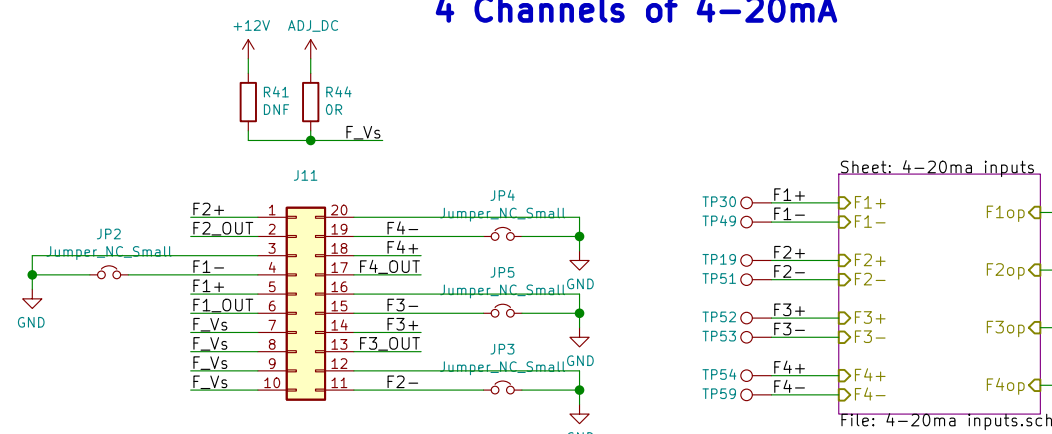 4 Channels of 4-20mA
+12V ADJ_DC
R41 DNF
R44 0R
F_Vs
J11
JP2
Jumper_NC_Small
GND
F2+ 1
F2_OUT 2
3
F1- 4
F1+ 5
F1_OUT 6
F_Vs 7
F_Vs 8
F_Vs 9
F_Vs 10
20
19 F4-
18 F4+
17 F4_OUT
16
15 F3-
14 F3+
13 F3_OUT
12
11 F2-
JP4
Jumper_NC_Small
GND
JP5
Jumper_NC_Small
GND
JP3
Jumper_NC_Small
Sheet: 4-20ma inputs
TP30 F1+ F1+
TP49 F1- F1-
F1op
TP19 F2+ F2+
TP51 F2- F2-
F2op
TP52 F3+ F3+
TP53 F3- F3-
F3op
TP54 F4+ F4+
TP59 F4- F4-
F4op
File: 4-20ma inputs.sch